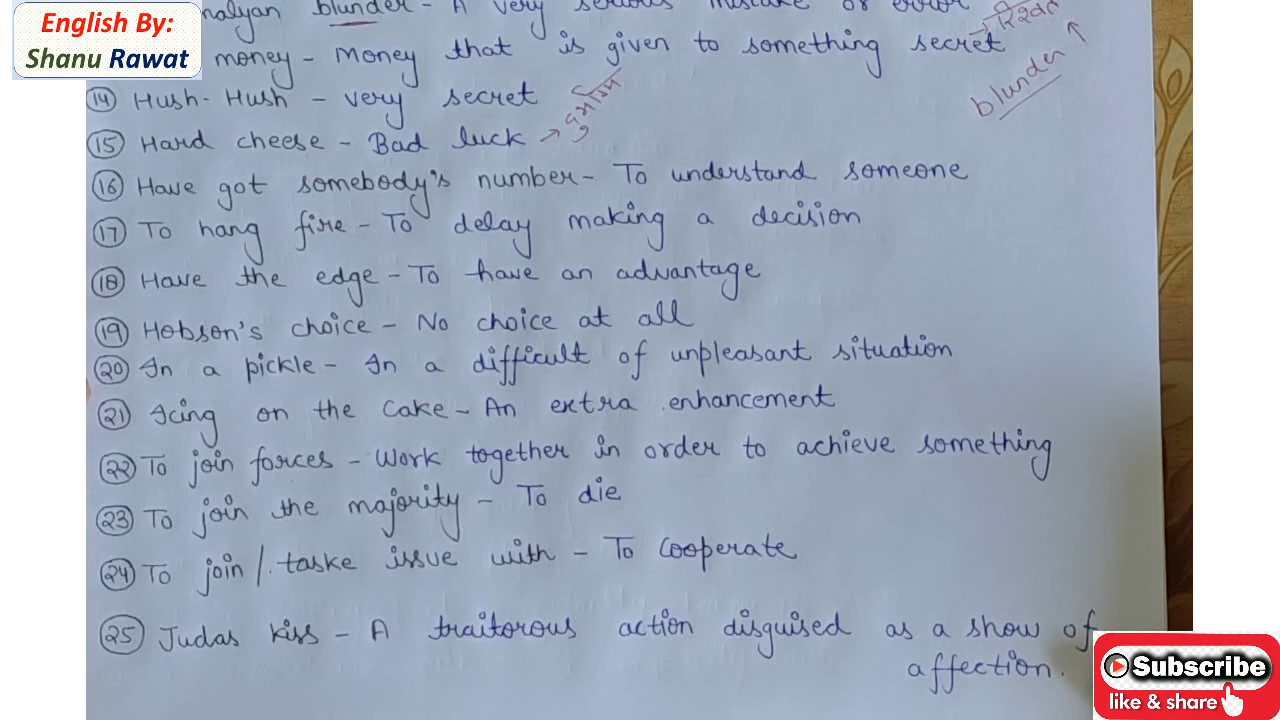 English By:
Shanu Rawat
malyan blunder - A very serious mistake or error
money - Money that is given to something secret
रिश्वत
blunder
14 Hush-Hush - very secret
15 Hard cheese - Bad luck →
16 Have got somebody's number - To understand someone
17 To hang fire - To delay making a decision
18 Have the edge - To have an advantage
19 Hobson's choice - No choice at all
20 In a pickle - In a difficult of unpleasant situation
21 Icing on the cake - An extra enhancement
22 To join forces - Work together in order to achieve something
23 To join the majority - To die
24 To join/taske issue with - To cooperate
25 Judas kiss - A traitorous action disguised as a show of
affection.
Subscribe
like & share